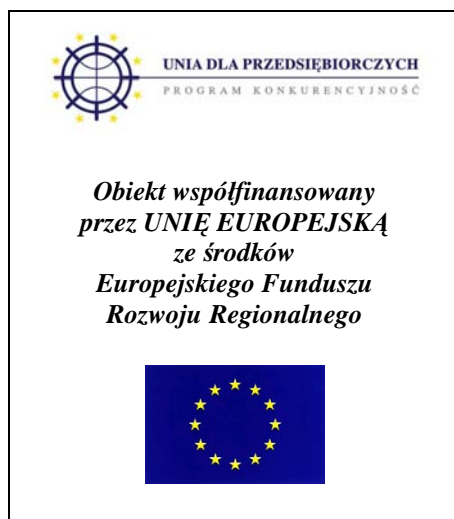 UNIA DLA PRZEDSIĘBIORCZYCH
PROGRAM KONKURENCYJNOŚĆ
Obiekt współfinansowany
przez UNIĘ EUROPEJSKĄ
ze środków
Europejskiego Funduszu
Rozwoju Regionalnego